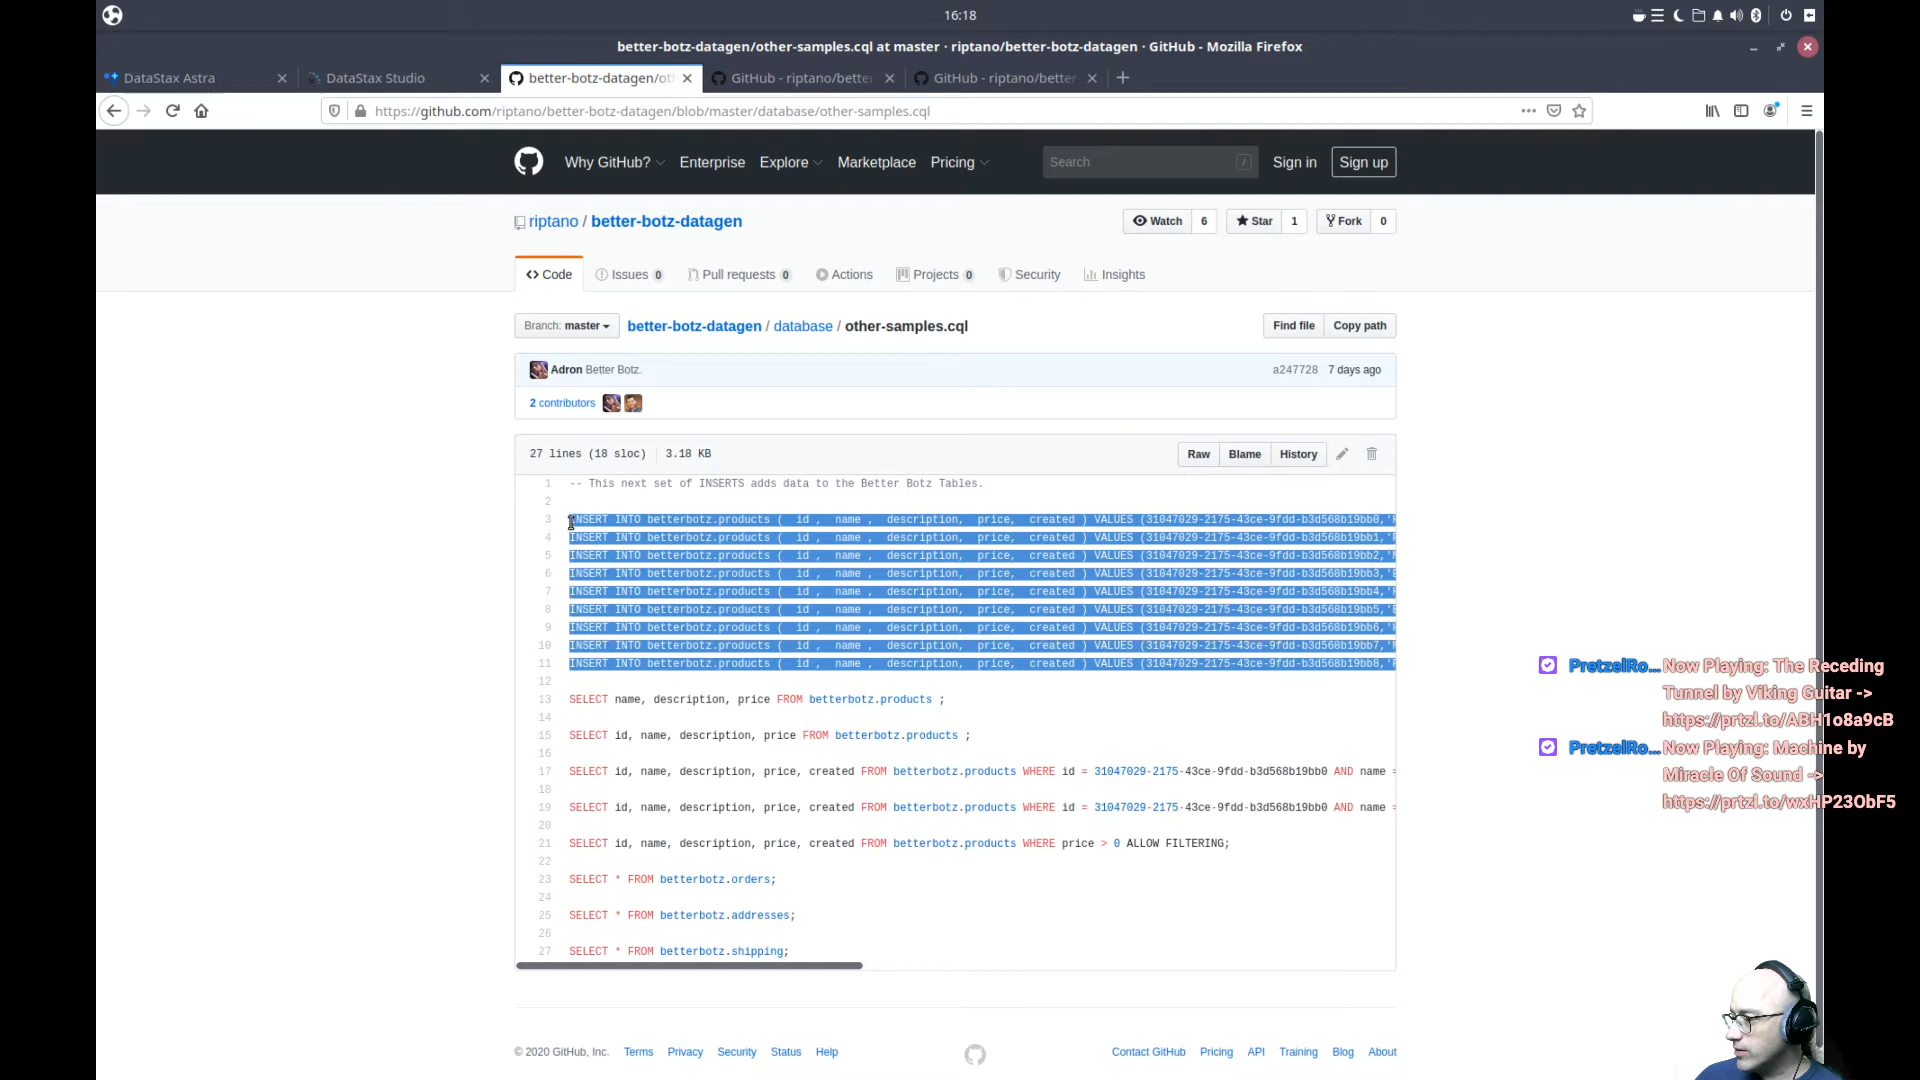 16:18
better-botz-datagen/other-samples.cql at master · riptano/better-botz-datagen · GitHub - Mozilla Firefox
DataStax Astra
DataStax Studio
better-botz-datagen/ot
GitHub - riptano/better-
GitHub - riptano/better-
https://github.com/riptano/better-botz-datagen/blob/master/database/other-samples.cql
Why GitHub? Enterprise Explore Marketplace Pricing Search / Sign in Sign up
riptano / better-botz-datagen
Watch 6 Star 1 Fork 0
Code Issues 0 Pull requests 0 Actions Projects 0 Security Insights
Branch: master better-botz-datagen / database / other-samples.cql Find file Copy path
Adron Better Botz. a247728 7 days ago
2 contributors
27 lines (18 sloc) 3.18 KB Raw Blame History
1 -- This next set of INSERTS adds data to the Better Botz Tables.
2
3 INSERT INTO betterbotz.products ( id , name , description, price, created ) VALUES (31047029-2175-43ce-9fdd-b3d568b19bb0,'
4 INSERT INTO betterbotz.products ( id , name , description, price, created ) VALUES (31047029-2175-43ce-9fdd-b3d568b19bb1,'
5 INSERT INTO betterbotz.products ( id , name , description, price, created ) VALUES (31047029-2175-43ce-9fdd-b3d568b19bb2,'
6 INSERT INTO betterbotz.products ( id , name , description, price, created ) VALUES (31047029-2175-43ce-9fdd-b3d568b19bb3,'
7 INSERT INTO betterbotz.products ( id , name , description, price, created ) VALUES (31047029-2175-43ce-9fdd-b3d568b19bb4,'
8 INSERT INTO betterbotz.products ( id , name , description, price, created ) VALUES (31047029-2175-43ce-9fdd-b3d568b19bb5,'
9 INSERT INTO betterbotz.products ( id , name , description, price, created ) VALUES (31047029-2175-43ce-9fdd-b3d568b19bb6,'
10 INSERT INTO betterbotz.products ( id , name , description, price, created ) VALUES (31047029-2175-43ce-9fdd-b3d568b19bb7,'
11 INSERT INTO betterbotz.products ( id , name , description, price, created ) VALUES (31047029-2175-43ce-9fdd-b3d568b19bb8,'
12
13 SELECT name, description, price FROM betterbotz.products ;
14
15 SELECT id, name, description, price FROM betterbotz.products ;
16
17 SELECT id, name, description, price, created FROM betterbotz.products WHERE id = 31047029-2175-43ce-9fdd-b3d568b19bb0 AND name =
18
19 SELECT id, name, description, price, created FROM betterbotz.products WHERE id = 31047029-2175-43ce-9fdd-b3d568b19bb0 AND name =
20
21 SELECT id, name, description, price, created FROM betterbotz.products WHERE price > 0 ALLOW FILTERING;
22
23 SELECT * FROM betterbotz.orders;
24
25 SELECT * FROM betterbotz.addresses;
26
27 SELECT * FROM betterbotz.shipping;
PretzelRo... Now Playing: The Receding
Tunnel by Viking Guitar ->
https://prtzl.to/ABH1o8a9cB
PretzelRo... Now Playing: Machine by
Miracle Of Sound ->
https://prtzl.to/wxHP23ObF5
© 2020 GitHub, Inc. Terms Privacy Security Status Help Contact GitHub Pricing API Training Blog About